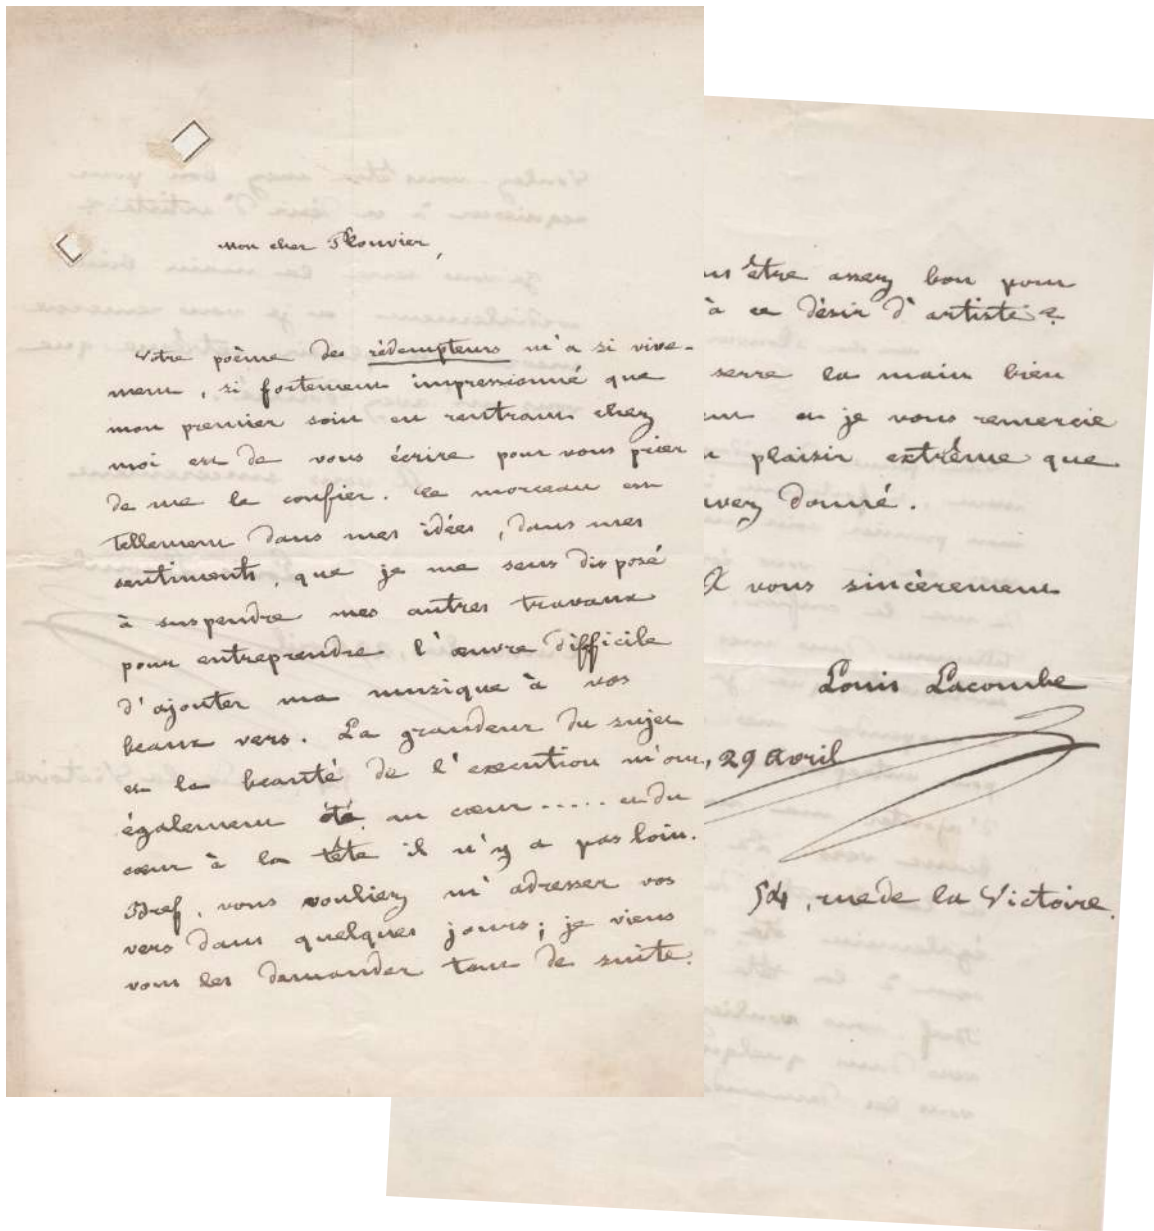 Mon cher Plouvier,
Votre poème des rédempteurs m'a si vive-
ment, si fortement impressionné que
mon premier soin en rentrant chez
moi est de vous écrire pour vous prier
de me le confier. Ce morceau est
tellement dans mes idées, dans mes
sentiments, que je me sens disposé
à suspendre mes autres travaux
pour entreprendre l'œuvre difficile
d'ajouter ma musique à vos
beaux vers. La grandeur du sujet
et la beauté de l'exécution m'ont
également été au cœur ..... et du
cœur à la tête il n'y a pas loin.
Bref, vous vouliez m'adresser vos
vers dans quelques jours; je viens
vous les demander tout de suite.
être assez bon pour
à ce désir d'artiste?
serre la main bien
et je vous remercie
plaisir extrême que
avez donné.
A vous sincèrement
Louis Lacombe
29 avril
54, rue de la Victoire.